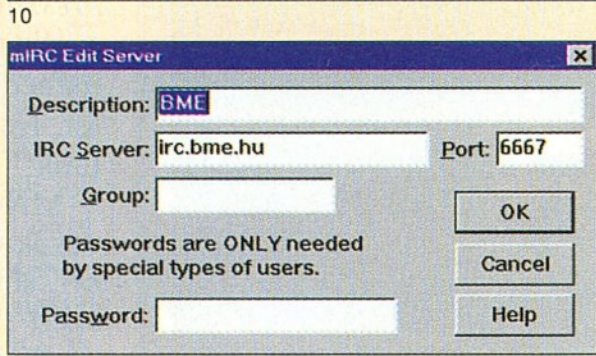 10
mIRC Edit Server
Description: BME
IRC Server: irc.bme.hu Port: 6667
Group:
OK
Passwords are ONLY needed
by special types of users.
Cancel
Password:
Help